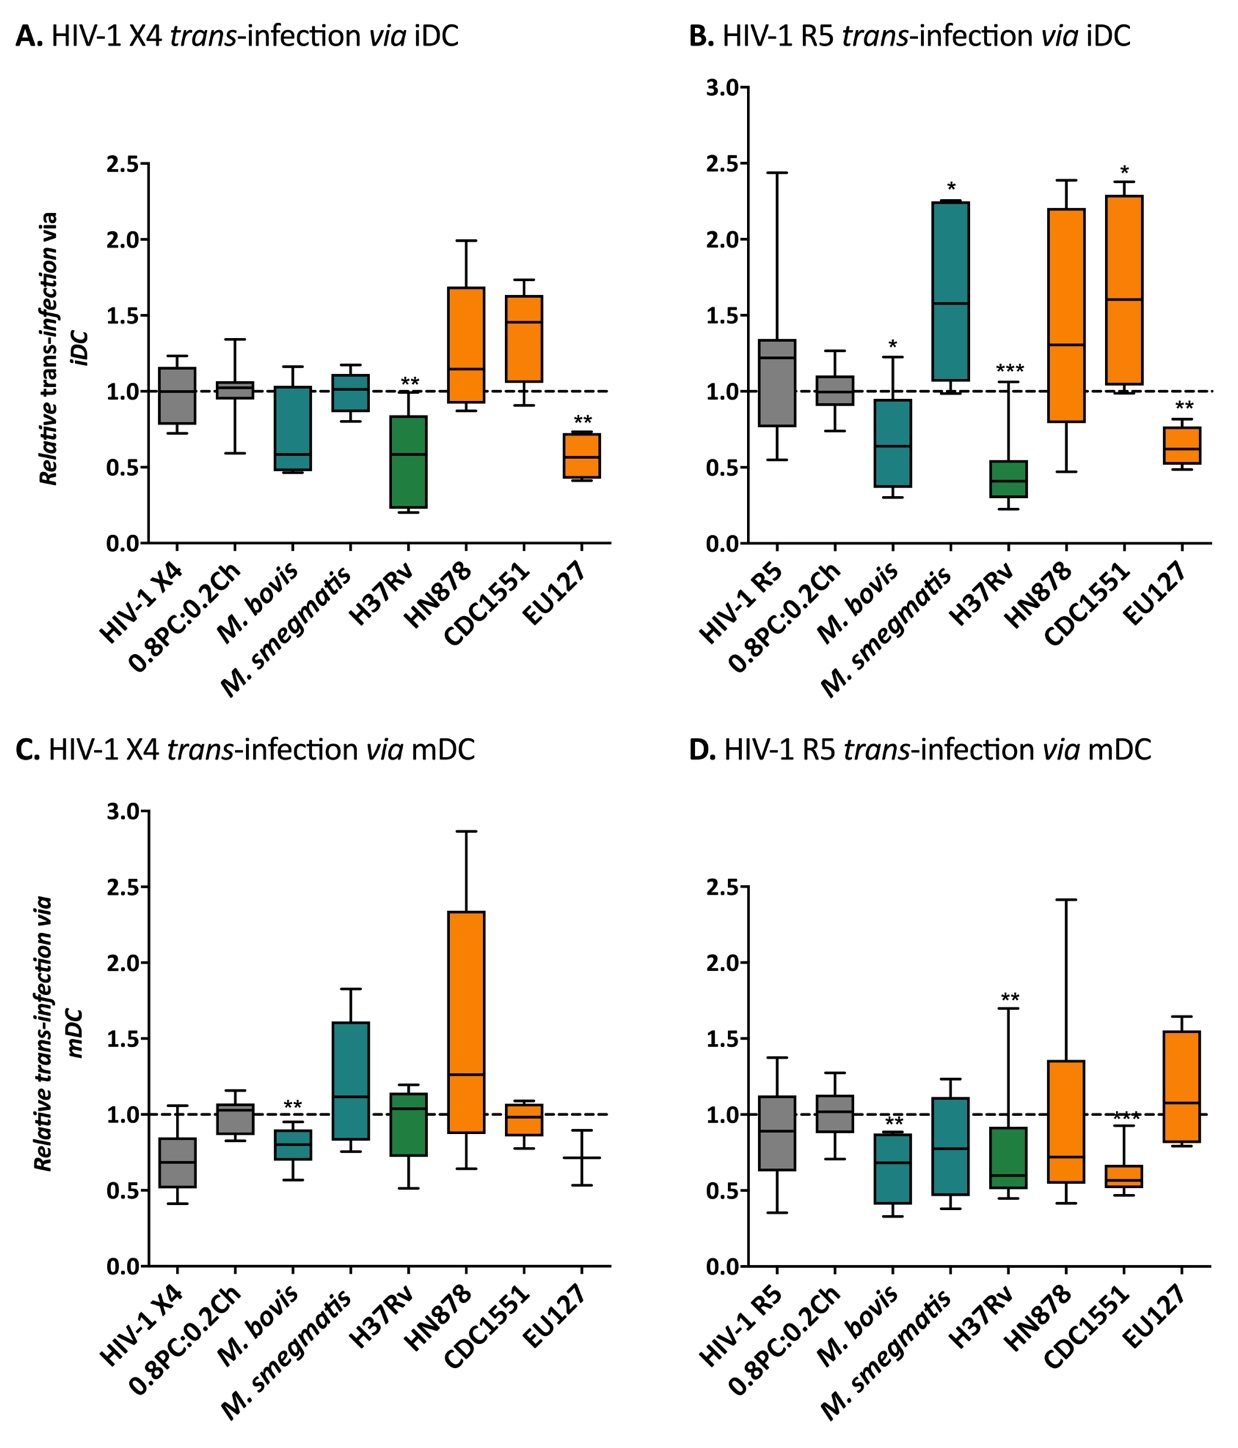 A. HIV-1 X4 trans-infection via iDC
Relative trans-infection via
iDC
2.5
2.0
1.5
1.0
0.5
0.0
**
**
HIV-1 X4
0.8PC:0.2Ch
M. bovis
M. smegmatis
H37Rv
HN878
CDC1551
EU127
B. HIV-1 R5 trans-infection via iDC
3.0
2.5
2.0
1.5
1.0
0.5
0.0
*
*
***
*
**
HIV-1 R5
0.8PC:0.2Ch
M. bovis
M. smegmatis
H37Rv
HN878
CDC1551
EU127
C. HIV-1 X4 trans-infection via mDC
Relative trans-infection via
mDC
3.0
2.5
2.0
1.5
1.0
0.5
0.0
**
HIV-1 X4
0.8PC:0.2Ch
M. bovis
M. smegmatis
H37Rv
HN878
CDC1551
EU127
D. HIV-1 R5 trans-infection via mDC
2.5
2.0
1.5
1.0
0.5
0.0
**
**
***
HIV-1 R5
0.8PC:0.2Ch
M. bovis
M. smegmatis
H37Rv
HN878
CDC1551
EU127